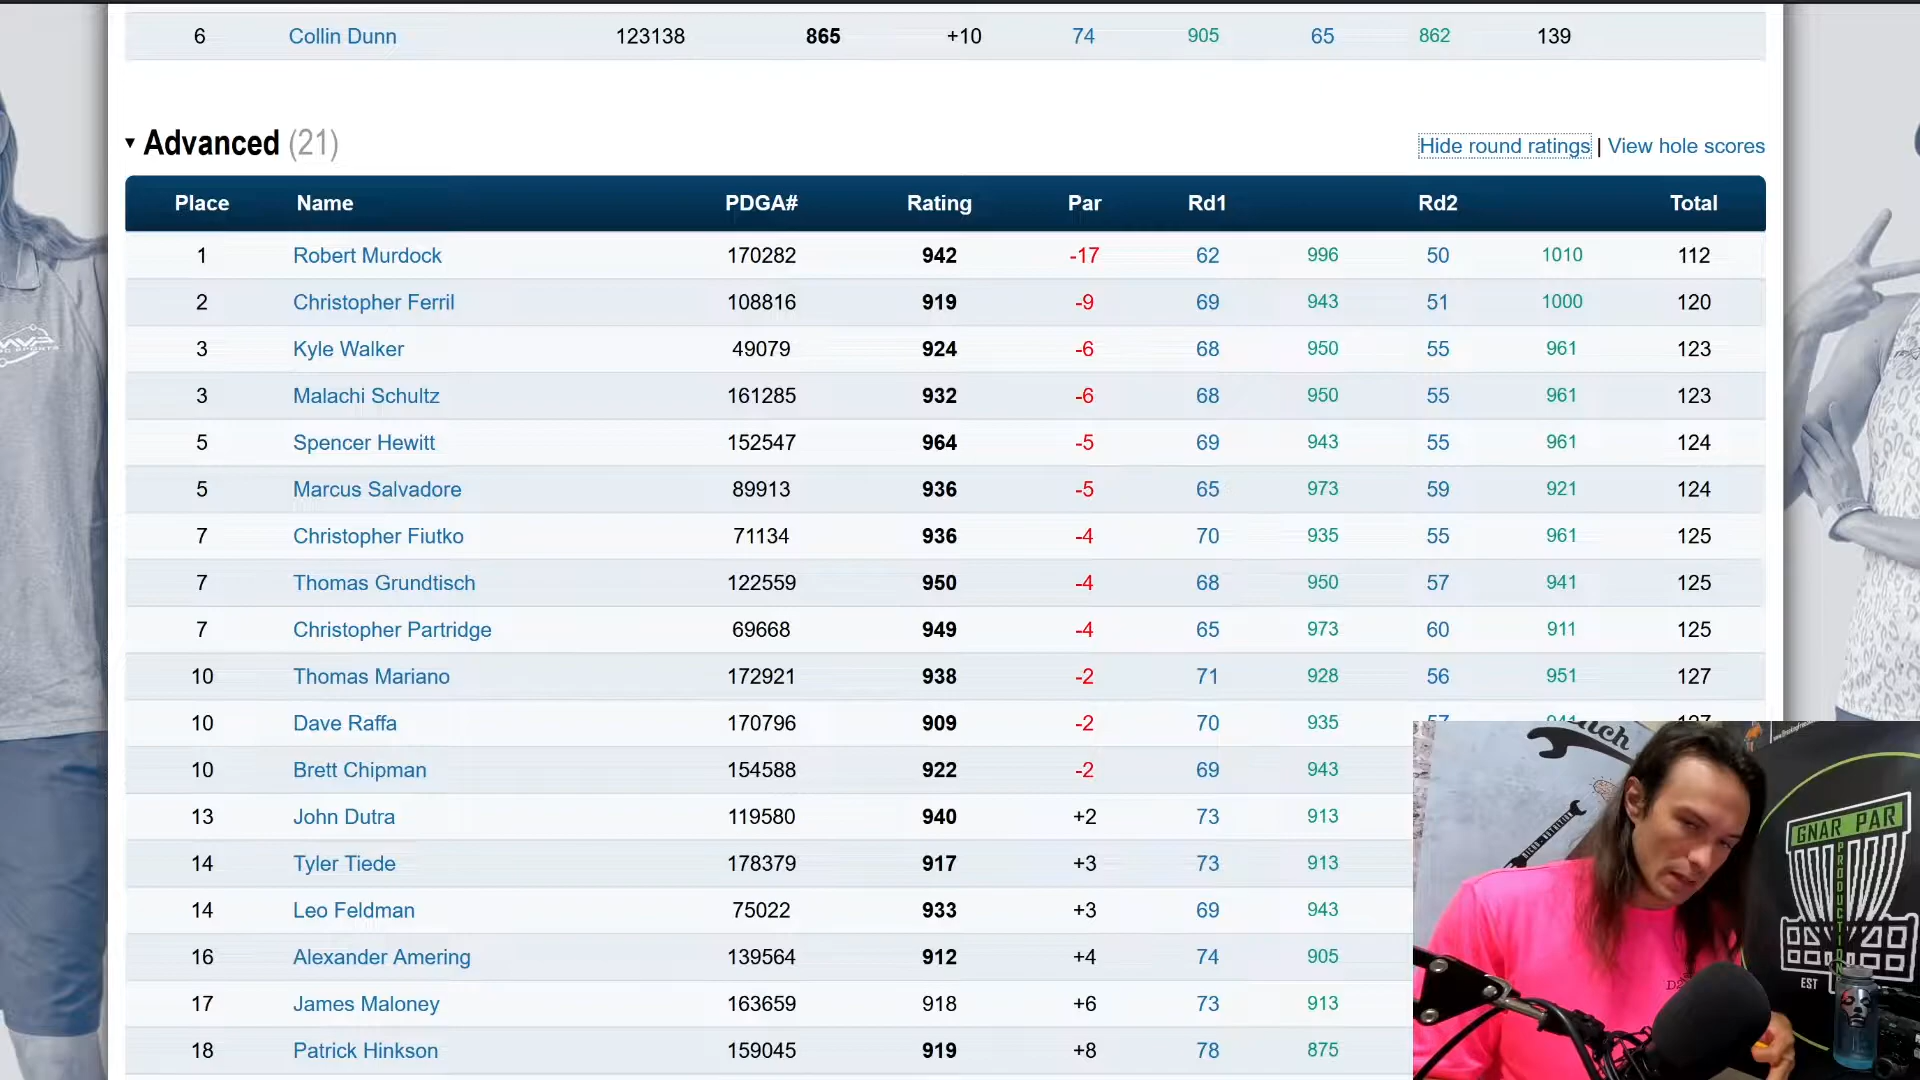 6 Collin Dunn 123138 865 +10 74 905 65 862 139
Advanced (21) Hide round ratings | View hole scores
Place Name PDGA# Rating Par Rd1 Rd2 Total
1 Robert Murdock 170282 942 -17 62 996 50 1010 112
2 Christopher Ferril 108816 919 -9 69 943 51 1000 120
3 Kyle Walker 49079 924 -6 68 950 55 961 123
3 Malachi Schultz 161285 932 -6 68 950 55 961 123
5 Spencer Hewitt 152547 964 -5 69 943 55 961 124
5 Marcus Salvadore 89913 936 -5 65 973 59 921 124
7 Christopher Fiutko 71134 936 -4 70 935 55 961 125
7 Thomas Grundtisch 122559 950 -4 68 950 57 941 125
7 Christopher Partridge 69668 949 -4 65 973 60 911 125
10 Thomas Mariano 172921 938 -2 71 928 56 951 127
10 Dave Raffa 170796 909 -2 70 935 57 941 127
10 Brett Chipman 154588 922 -2 69 943
13 John Dutra 119580 940 +2 73 913
14 Tyler Tiede 178379 917 +3 73 913
14 Leo Feldman 75022 933 +3 69 943
16 Alexander Amering 139564 912 +4 74 905
17 James Maloney 163659 918 +6 73 913
18 Patrick Hinkson 159045 919 +8 78 875
GNAR PAR
PRODUCTIONS
EST